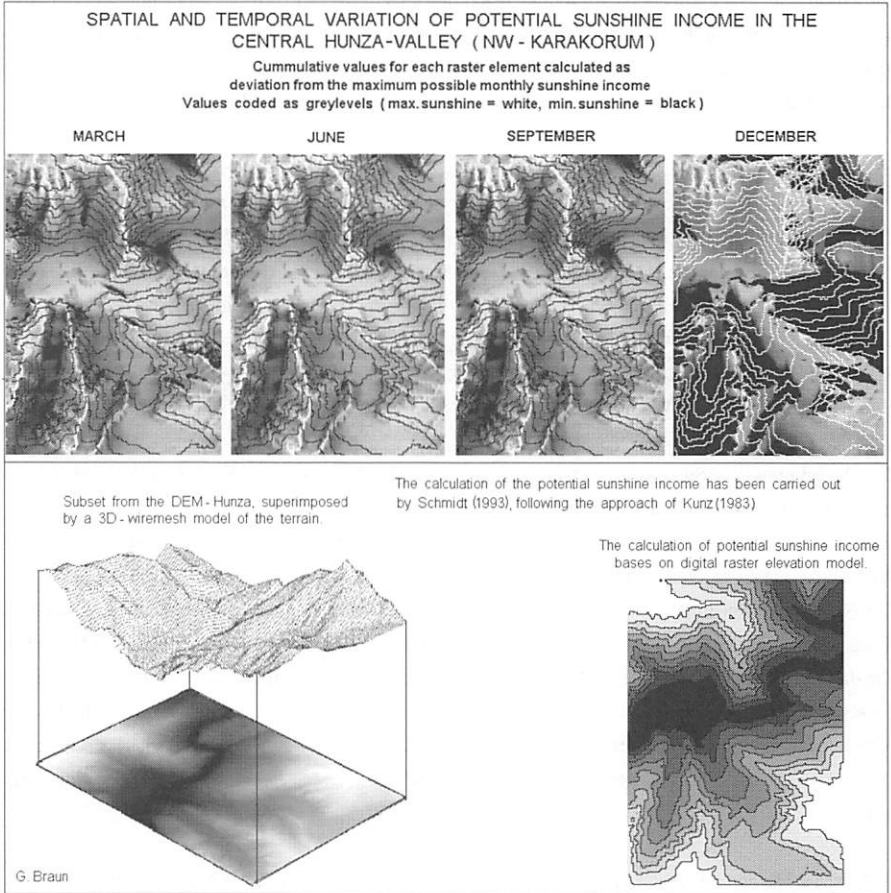 SPATIAL AND TEMPORAL VARIATION OF POTENTIAL SUNSHINE INCOME IN THE
CENTRAL HUNZA-VALLEY ( NW - KARAKORUM )
Cummulative values for each raster element calculated as
deviation from the maximum possible monthly sunshine income
Values coded as greylevels ( max. sunshine = white, min. sunshine = black )
MARCH
JUNE
SEPTEMBER
DECEMBER
The calculation of the potential sunshine income has been carried out
by Schmidt (1993), following the approach of Kunz (1983)
Subset from the DEM - Hunza, superimposed
by a 3D - wiremesh model of the terrain.
The calculation of potential sunshine income
bases on digital raster elevation model.
G. Braun